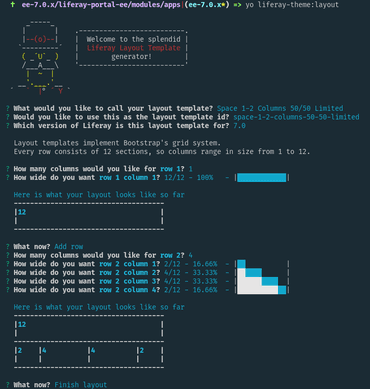 ↑ ee-7.0.x/liferay-portal-ee/modules/apps|(ee-7.0.x*) => yo liferay-theme:layout
Welcome to the splendid
Liferay Layout Template
generator!
? What would you like to call your layout template? Space 1-2 Columns 50/50 Limited
? Would you like to use this as the layout template id? space-1-2-columns-50-50-limited
? Which version of Liferay is this layout template for? 7.0
Layout templates implement Bootstrap's grid system.
Every row consists of 12 sections, so columns range in size from 1 to 12.
? How many columns would you like for row 1? 1
? How wide do you want row 1 column 1? 12/12 - 100%
Here is what your layout looks like so far
12
? What now? Add row
? How many columns would you like for row 2? 4
? How wide do you want row 2 column 1? 2/12 - 16.66%
? How wide do you want row 2 column 2? 4/12 - 33.33%
? How wide do you want row 2 column 3? 4/12 - 33.33%
? How wide do you want row 2 column 4? 2/12 - 16.66%
Here is what your layout looks like so far
12
2 4 4 2
? What now? Finish layout